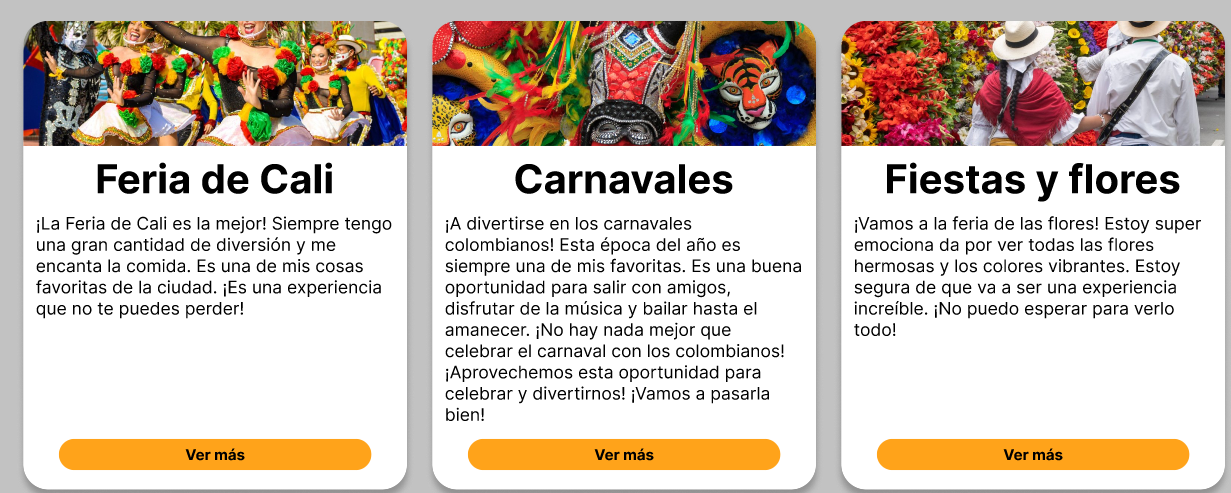 Feria de Cali
¡La Feria de Cali es la mejor! Siempre tengo
una gran cantidad de diversión y me
encanta la comida. Es una de mis cosas
favoritas de la ciudad. ¡Es una experiencia
que no te puedes perder!
Ver más
Carnavales
¡A divertirse en los carnavales
colombianos! Esta época del año es
siempre una de mis favoritas. Es una buena
oportunidad para salir con amigos,
disfrutar de la música y bailar hasta el
amanecer. ¡No hay nada mejor que
celebrar el carnaval con los colombianos!
¡Aprovechemos esta oportunidad para
celebrar y divertirnos! ¡Vamos a pasarla
bien!
Ver más
Fiestas y flores
¡Vamos a la feria de las flores! Estoy super
emociona da por ver todas las flores
hermosas y los colores vibrantes. Estoy
segura de que va a ser una experiencia
increíble. ¡No puedo esperar para verlo
todo!
Ver más